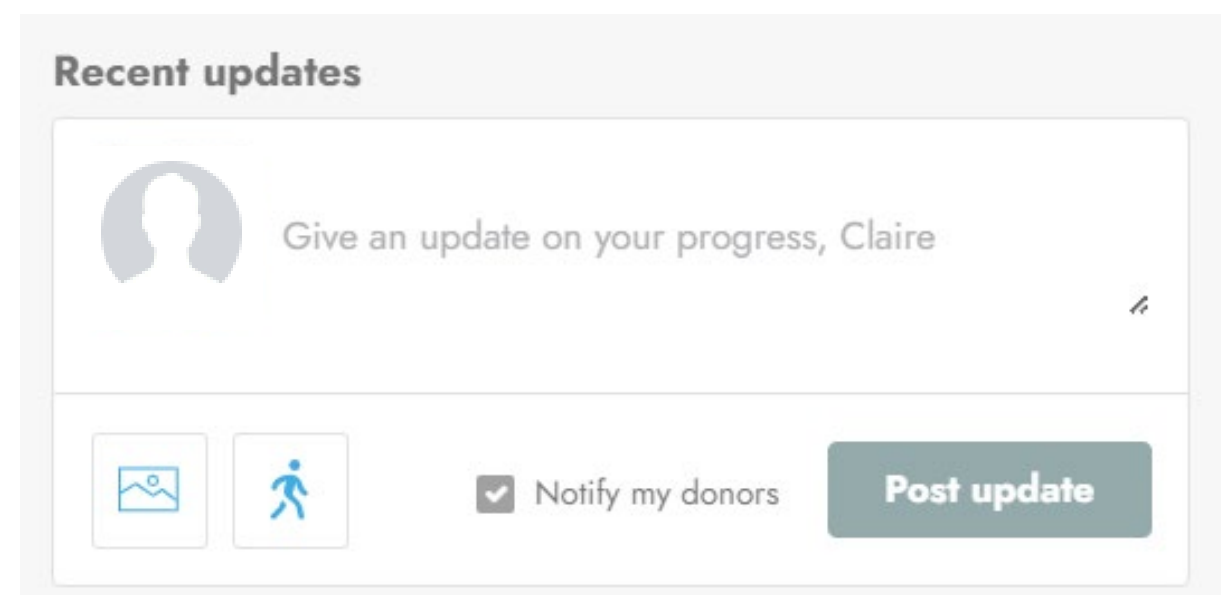 Recent updates
Give an update on your progress, Claire
Notify my donors
Post update